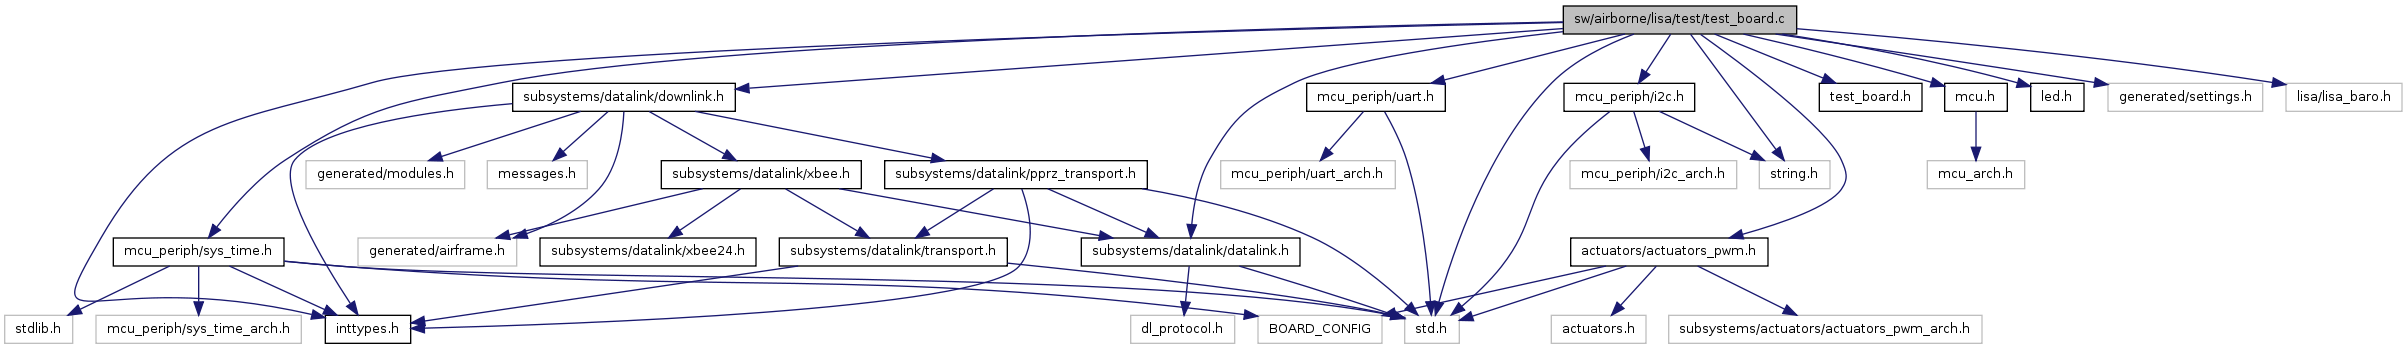 sw/airborne/lisa/test/test_board.c
subsystems/datalink/downlink.h
mcu_periph/uart.h
mcu_periph/i2c.h
test_board.h
mcu.h
led.h
generated/settings.h
lisa/lisa_baro.h
generated/modules.h
messages.h
subsystems/datalink/xbee.h
subsystems/datalink/pprz_transport.h
mcu_periph/uart_arch.h
mcu_periph/i2c_arch.h
string.h
mcu_arch.h
mcu_periph/sys_time.h
generated/airframe.h
subsystems/datalink/xbee24.h
subsystems/datalink/transport.h
subsystems/datalink/datalink.h
actuators/actuators_pwm.h
stdlib.h
mcu_periph/sys_time_arch.h
inttypes.h
dl_protocol.h
BOARD_CONFIG
std.h
actuators.h
subsystems/actuators/actuators_pwm_arch.h